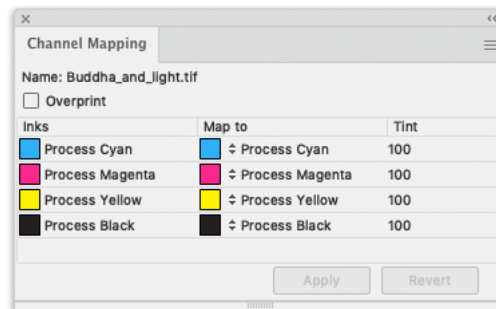 Channel Mapping
Name: Buddha_and_light.tif
Overprint
Inks Map to Tint
Process Cyan Process Cyan 100
Process Magenta Process Magenta 100
Process Yellow Process Yellow 100
Process Black Process Black 100
Apply Revert